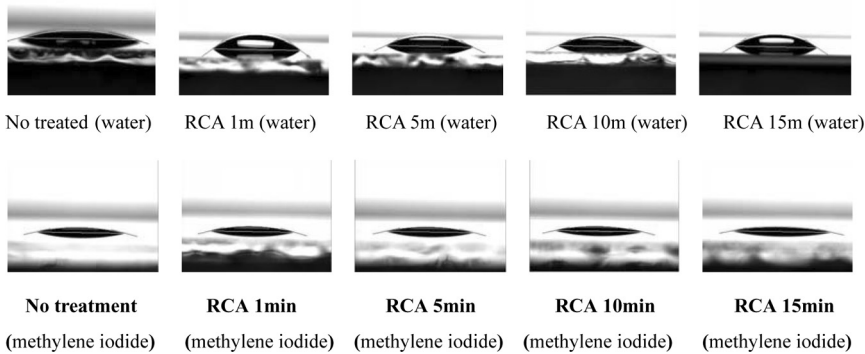 No treated (water) RCA 1m (water) RCA 5m (water) RCA 10m (water) RCA 15m (water)
No treatment RCA 1min RCA 5min RCA 10min RCA 15min
(methylene iodide) (methylene iodide) (methylene iodide) (methylene iodide) (methylene iodide)